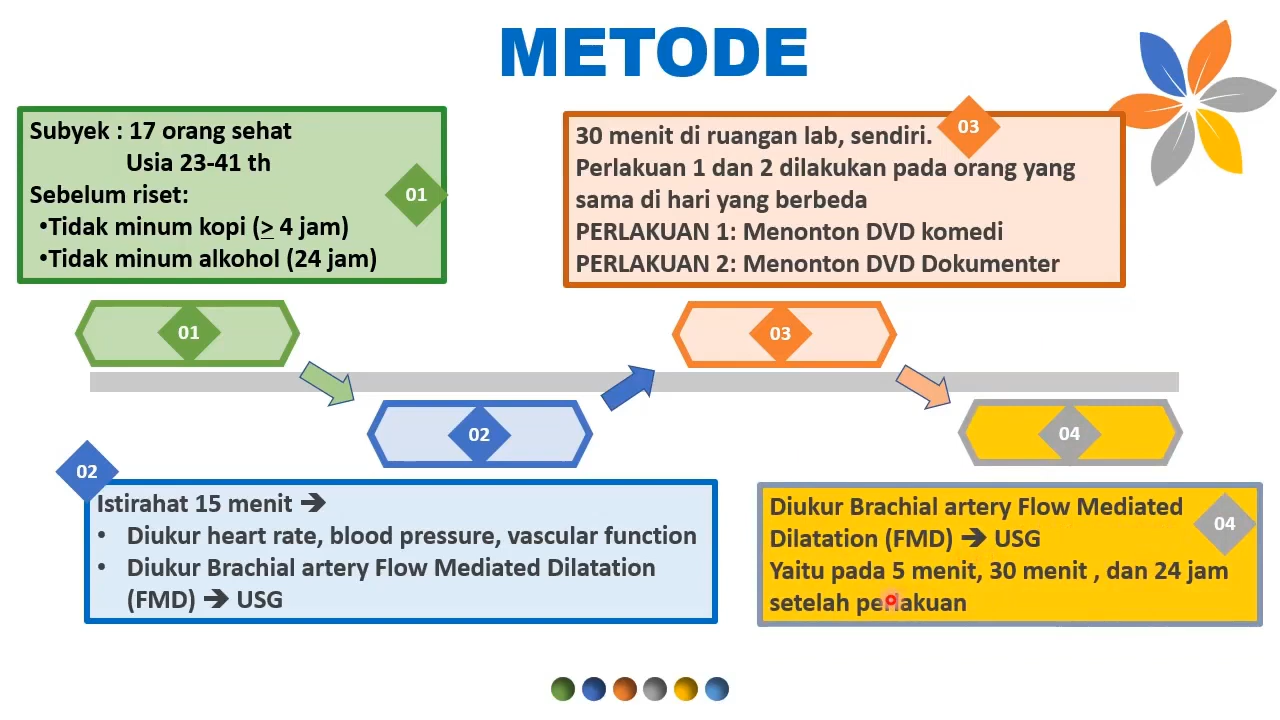 METODE
Subyek : 17 orang sehat
Usia 23-41 th
Sebelum riset:
•Tidak minum kopi (≥ 4 jam)
•Tidak minum alkohol (24 jam)
01
30 menit di ruangan lab, sendiri.
03
Perlakuan 1 dan 2 dilakukan pada orang yang
sama di hari yang berbeda
PERLAKUAN 1: Menonton DVD komedi
PERLAKUAN 2: Menonton DVD Dokumenter
01
03
02
04
02
Istirahat 15 menit ➔
• Diukur heart rate, blood pressure, vascular function
• Diukur Brachial artery Flow Mediated Dilatation
(FMD) ➔ USG
Diukur Brachial artery Flow Mediated
Dilatation (FMD) ➔ USG
04
Yaitu pada 5 menit, 30 menit , dan 24 jam
setelah perlakuan